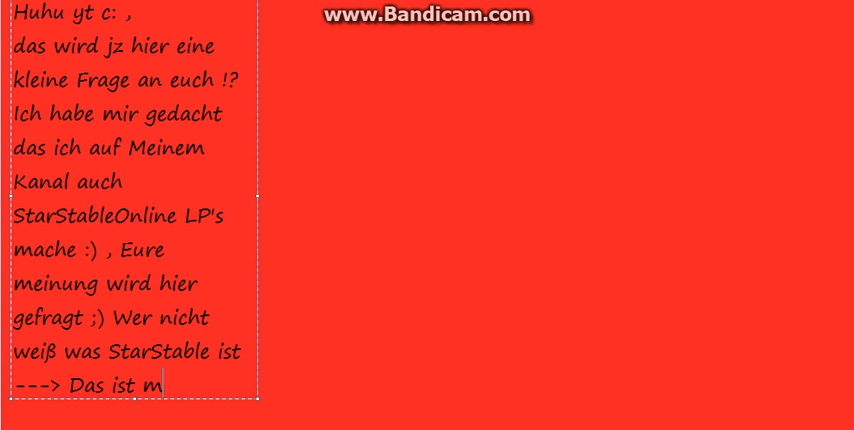 www.Bandicam.com
Huhu yt c: ,
das wird jz hier eine
kleine Frage an euch !?
Ich habe mir gedacht
das ich auf Meinem
Kanal auch
StarStableOnline LP's
mache :) , Eure
meinung wird hier
gefragt ;) Wer nicht
weiß was StarStable ist
---> Das ist m